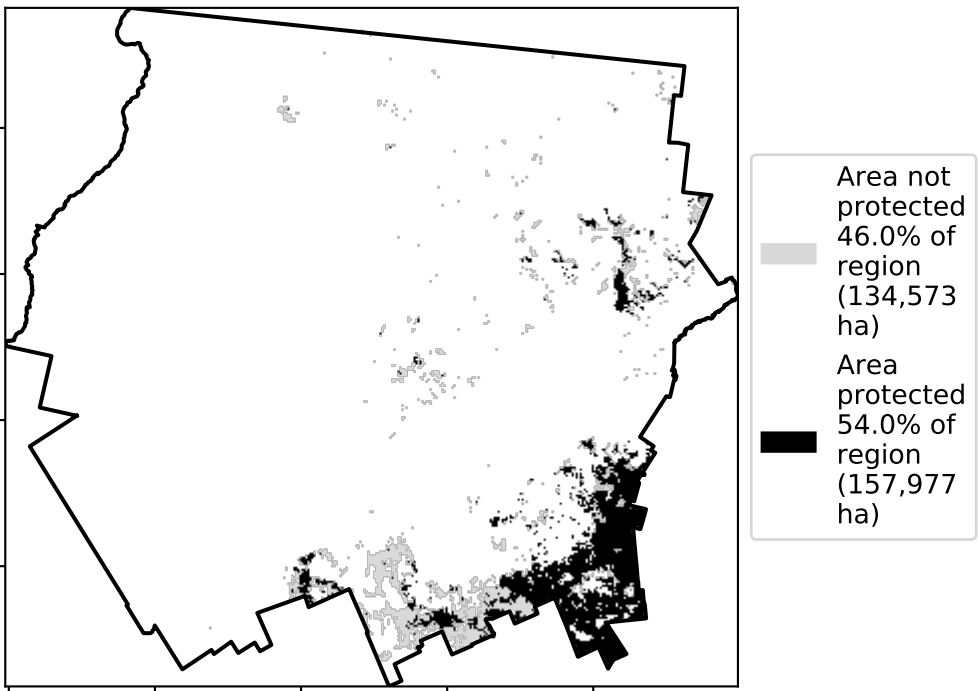 Area not
protected
46.0% of
region
(134,573
ha)
Area
protected
54.0% of
region
(157,977
ha)